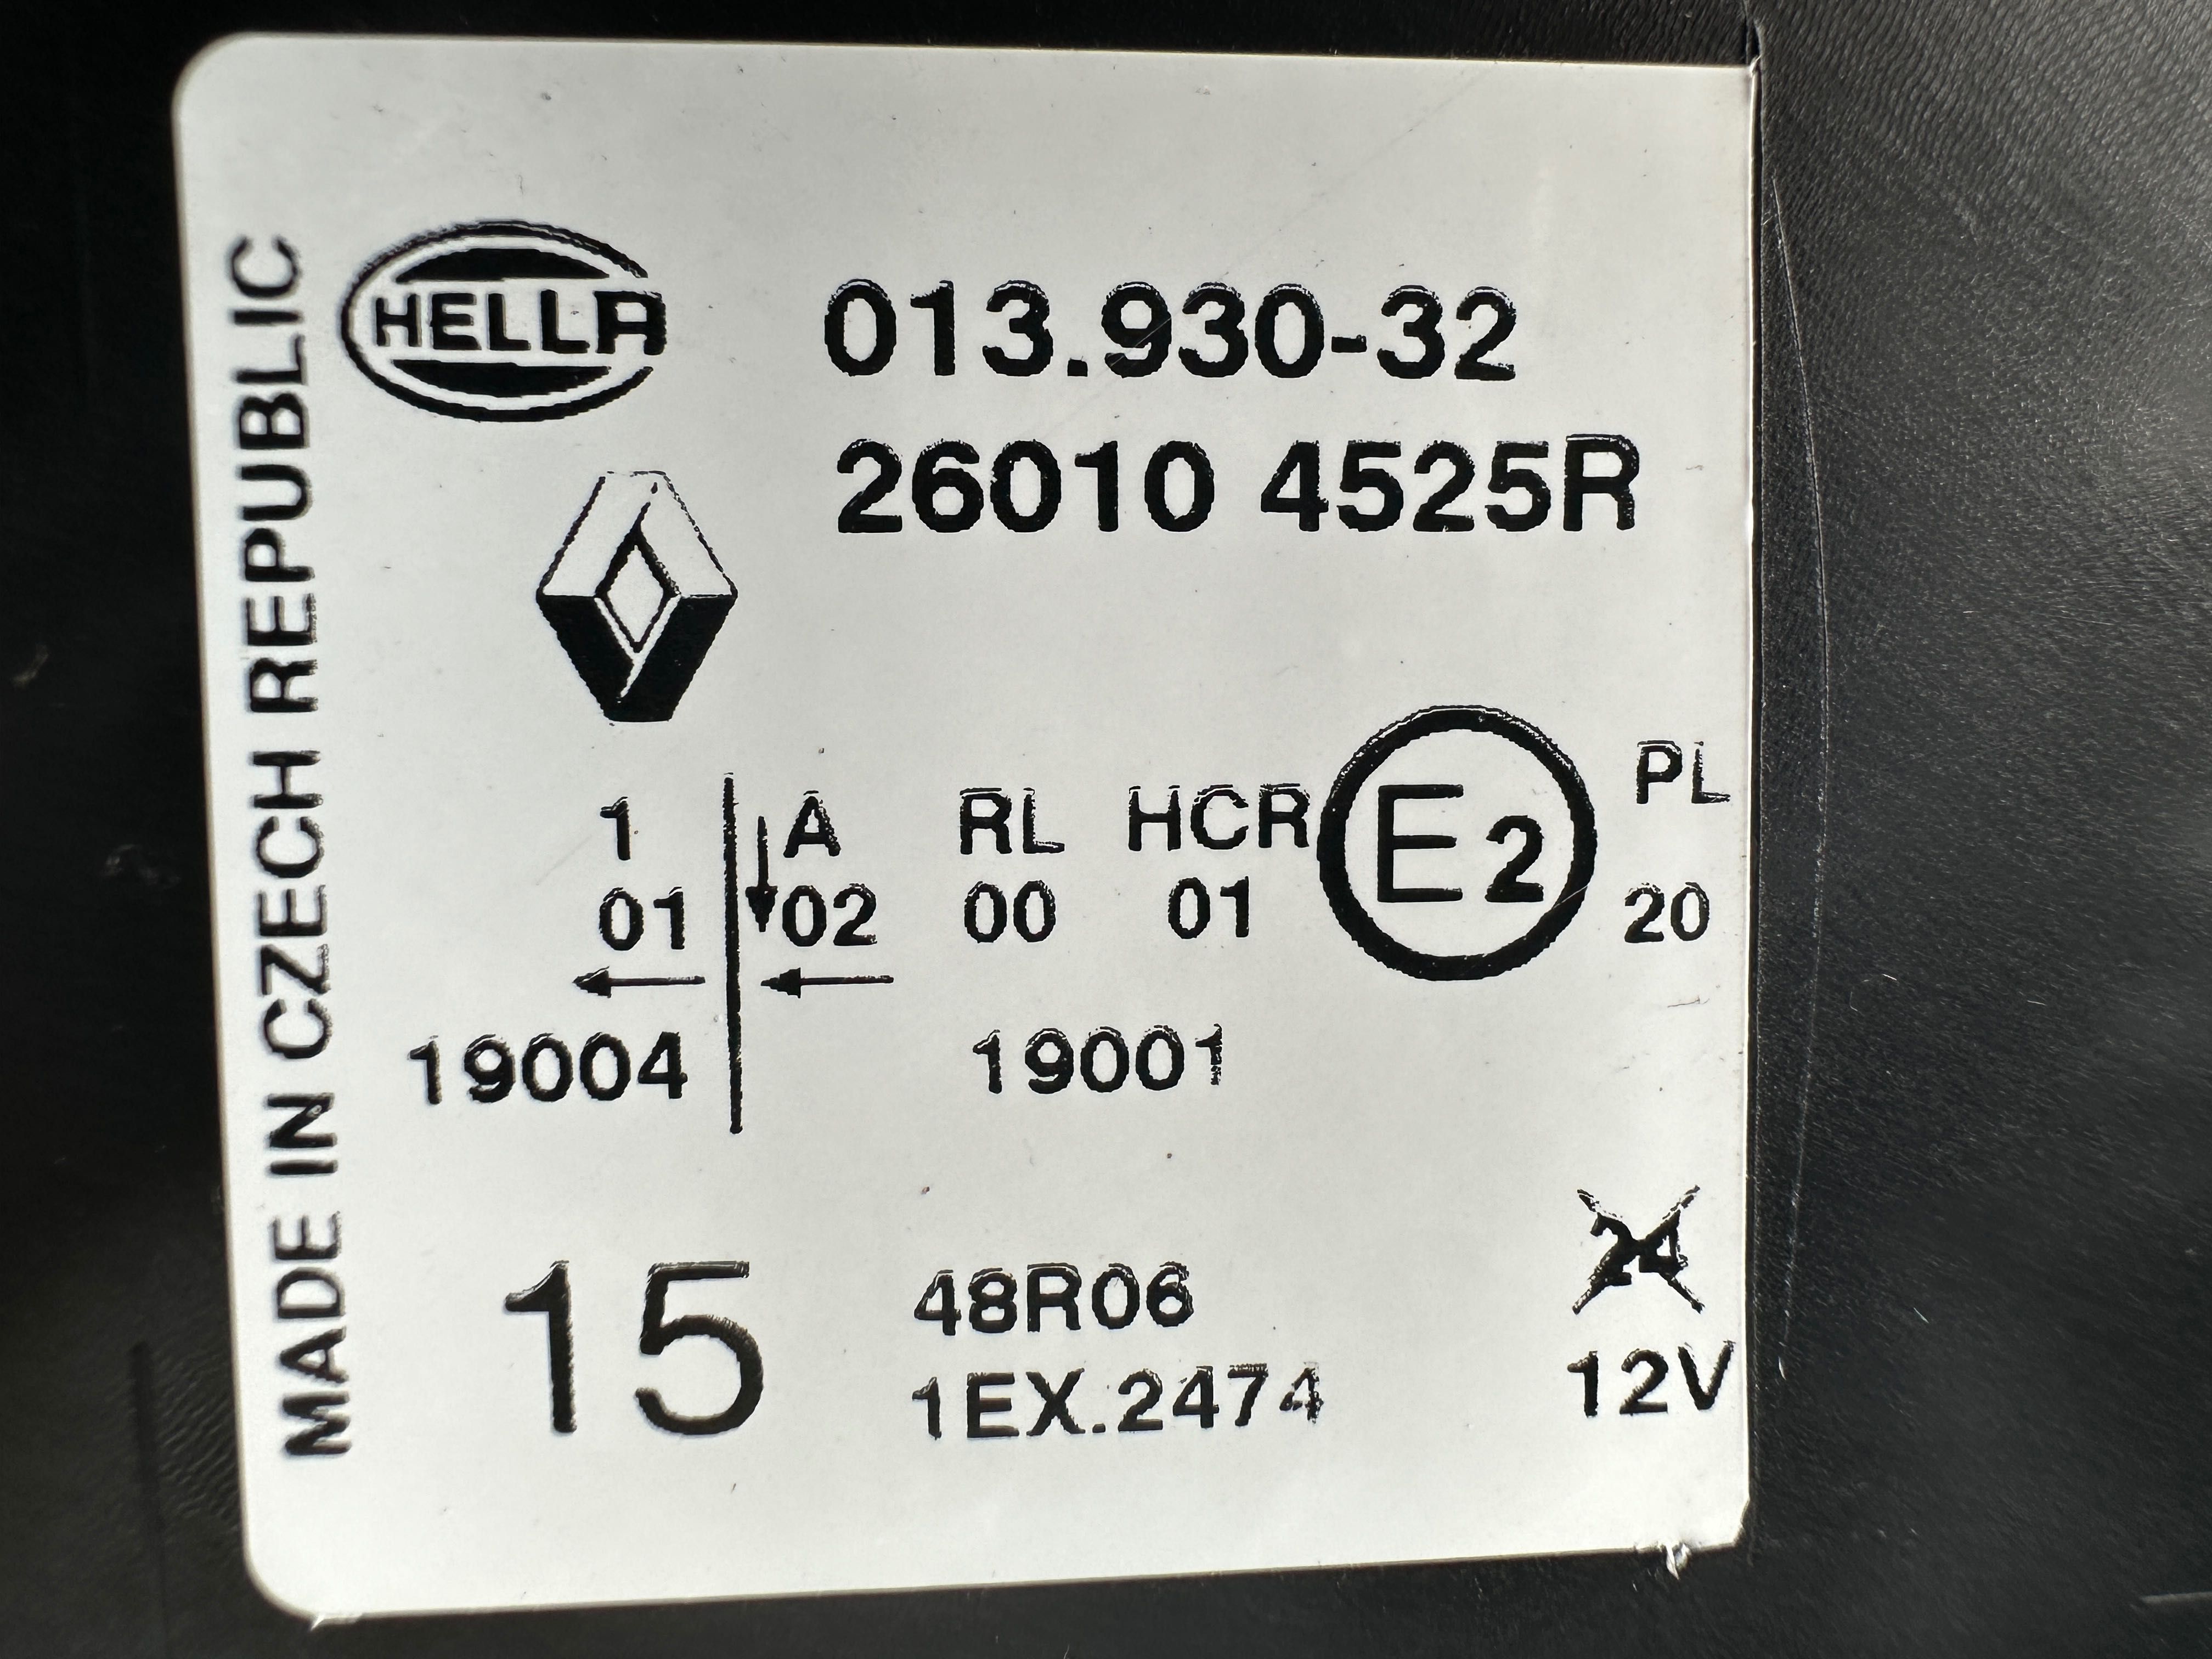 MADE IN CZECH REPUBLIC
HELLA
013.930-32
26010 4525R
1 A RL HCR E2 PL
01 02 00 01 20
19004 19001
15
48R06
1EX.2474
24
12V